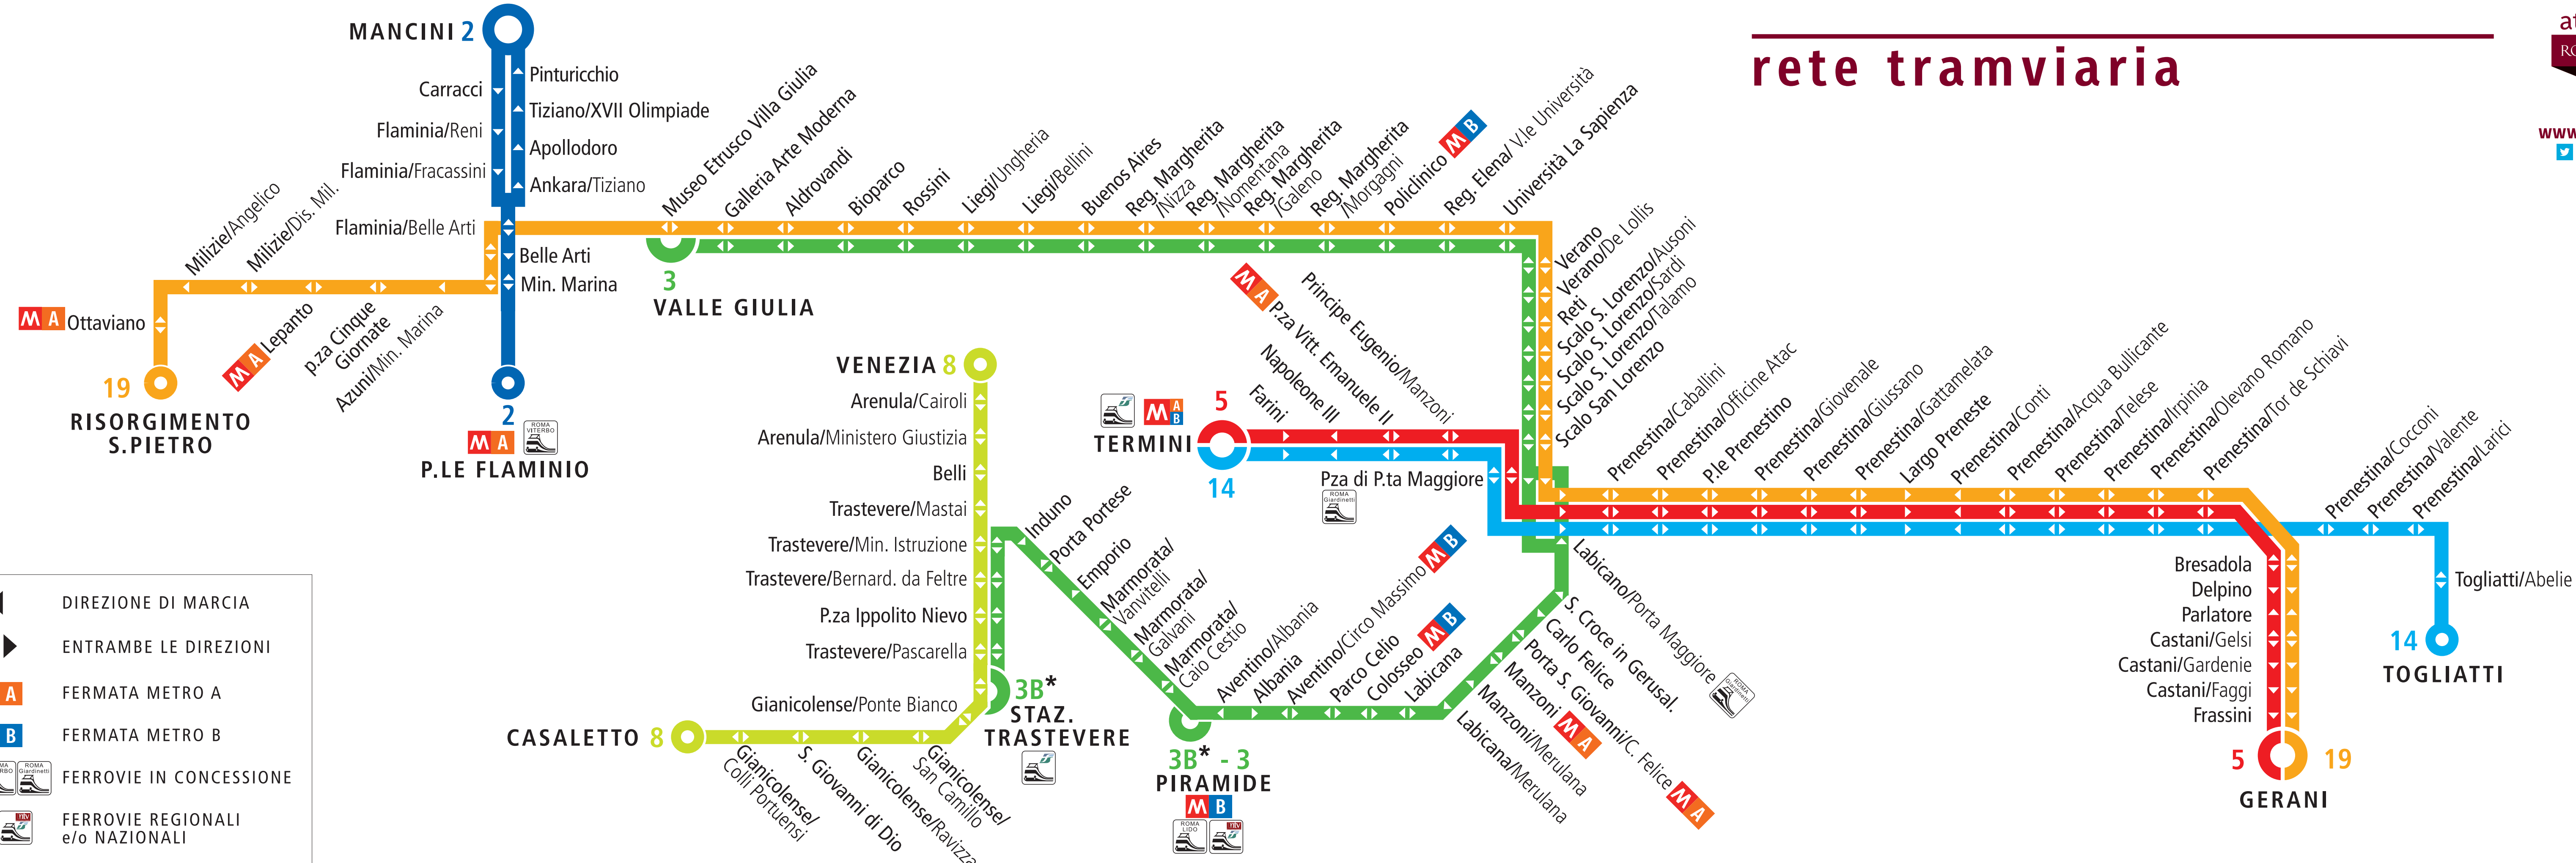 rete tramviaria
www
MANCINI 2
Carracci
Flaminia/Reni
Flaminia/Fracassini
Flaminia/Belle Arti
Pinturicchio
Tiziano/XVII Olimpiade
Apollodoro
Ankara/Tiziano
Belle Arti
Min. Marina
2
M A
ROMA
VITERBO
P.LE FLAMINIO
Milizie/Angelico
Milizie/Dis. Mil.
M A Ottaviano
M A Lepanto
p.za Cinque
Giornate
Azuni/Min. Marina
19
RISORGIMENTO
S.PIETRO
Museo Etrusco Villa Giulia
Galleria Arte Moderna
Aldrovandi
Bioparco
Rossini
Liegi/Ungheria
Liegi/Bellini
Buenos Aires
Reg. Margherita
/Nizza
Reg. Margherita
/Nomentana
Reg. Margherita
/Galeno
Reg. Margherita
/Morgagni
Policlinico M B
Reg. Elena/ V.le Università
Università La Sapienza
3
VALLE GIULIA
Verano
Verano/De Lollis
Reti
Scalo S. Lorenzo/Ausoni
Scalo S. Lorenzo/Sardi
Scalo S. Lorenzo/Talamo
Scalo San Lorenzo
M A B
TERMINI
5
14
Farini
Napoleone III
M A P.za Vitt. Emanuele II
Principe Eugenio/Manzoni
Pza di P.ta Maggiore
ROMA
Giardinetti
Prenestina/Caballini
Prenestina/Officine Atac
P.le Prenestino
Prenestina/Giovenale
Prenestina/Giussano
Prenestina/Gattamelata
Largo Preneste
Prenestina/Conti
Prenestina/Acqua Bullicante
Prenestina/Telese
Prenestina/Irpinia
Prenestina/Olevano Romano
Prenestina/Tor de Schiavi
Prenestina/Cocconi
Prenestina/Valente
Prenestina/Larici
Togliatti/Abelie
14
TOGLIATTI
Bresadola
Delpino
Parlatore
Castani/Gelsi
Castani/Gardenie
Castani/Faggi
Frassini
5
19
GERANI
VENEZIA 8
Arenula/Cairoli
Arenula/Ministero Giustizia
Belli
Trastevere/Mastai
Trastevere/Min. Istruzione
Trastevere/Bernard. da Feltre
P.za Ippolito Nievo
Trastevere/Pascarella
Gianicolense/Ponte Bianco
CASALETTO 8
Gianicolense/
Colli Portuensi
S. Giovanni di Dio
Gianicolense/Ravizza
Gianicolense/
San Camillo
3B*
STAZ.
TRASTEVERE
Induno
Porta Portese
Emporio
Marmorata/
Vanvitelli
Marmorata/
Galvani
Marmorata/
Caio Cestio
3B* - 3
PIRAMIDE
M B
ROMA
LIDO
Aventino/Albania
Albania
Aventino/Circo Massimo M B
Parco Celio
Colosseo M B
Labicana
Labicana/Merulana
Manzoni/Merulana
Manzoni M A
Porta S. Giovanni/C. Felice M A
Carlo Felice
S. Croce in Gerusal.
Labicano/Porta Maggiore
ROMA
Giardinetti
DIREZIONE DI MARCIA
ENTRAMBE LE DIREZIONI
A FERMATA METRO A
B FERMATA METRO B
ROMA
Giardinetti
FERROVIE IN CONCESSIONE
FERROVIE REGIONALI
e/o NAZIONALI